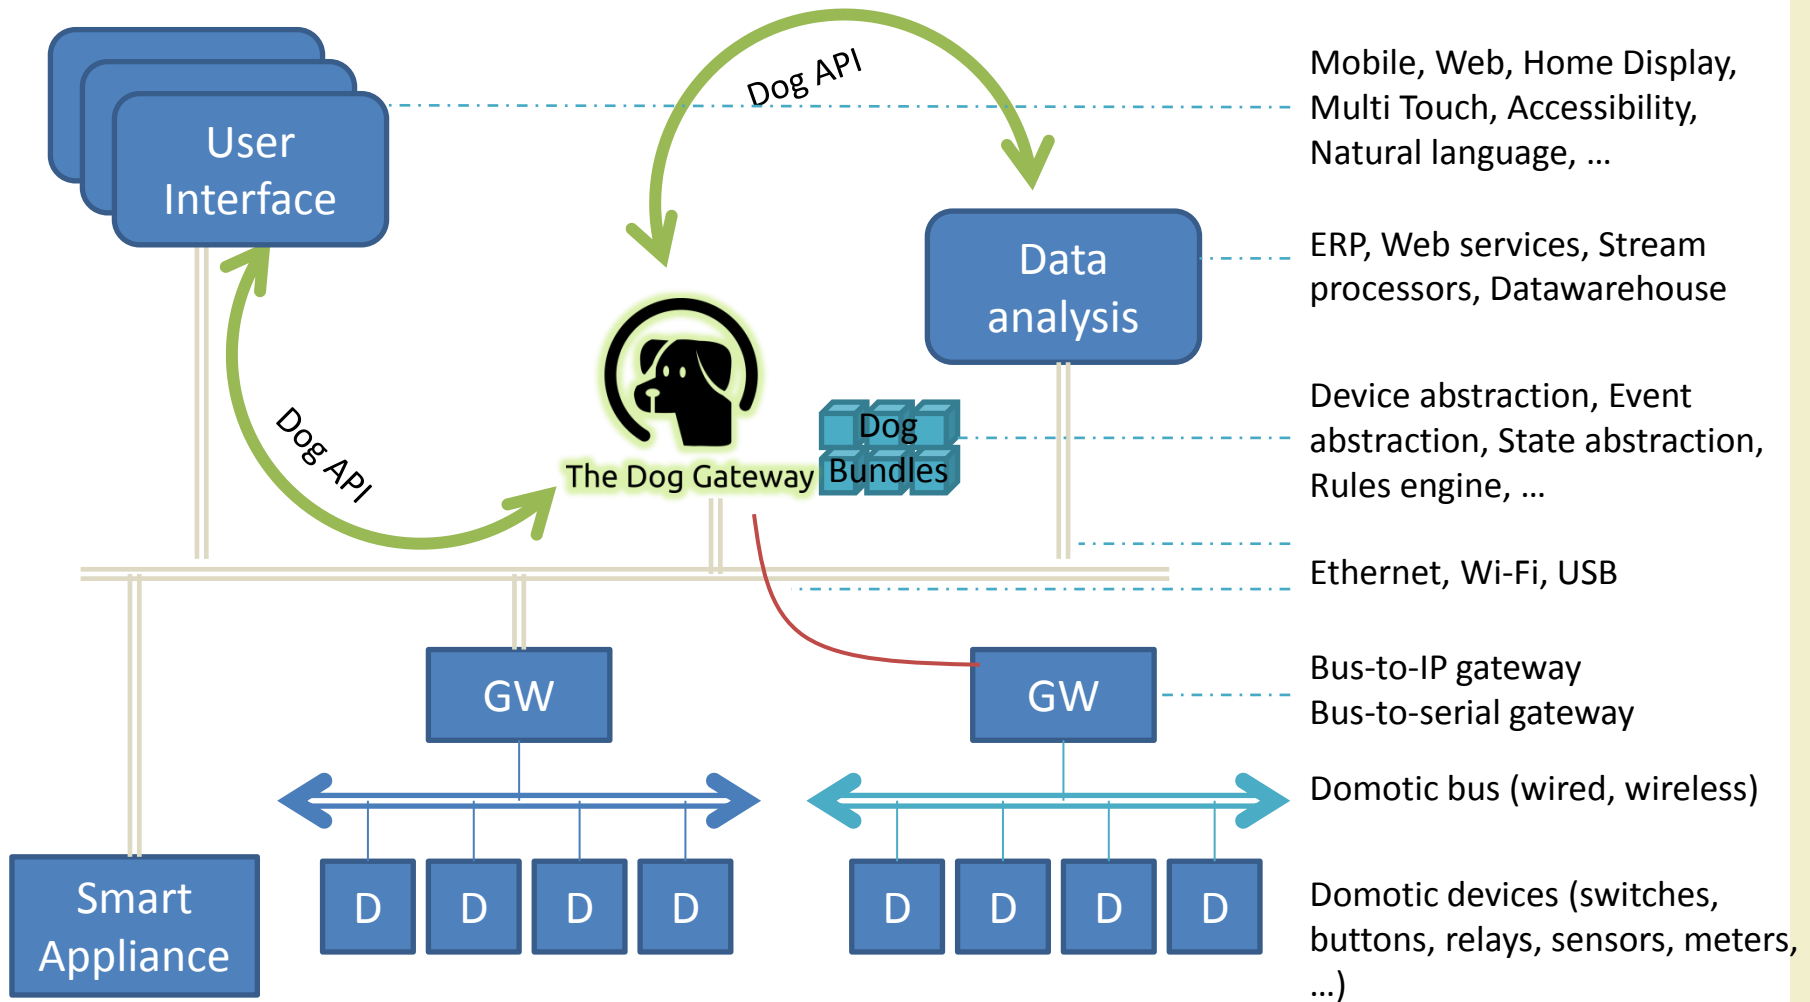 Dog API
User
Interface
Mobile, Web, Home Display,
Multi Touch, Accessibility,
Natural language, ...
Data
analysis
ERP, Web services, Stream
processors, Datawarehouse
Dog API
The Dog Gateway
Dog
Bundles
Device abstraction, Event
abstraction, State abstraction,
Rules engine, ...
Ethernet, Wi-Fi, USB
GW
GW
Bus-to-IP gateway
Bus-to-serial gateway
Domotic bus (wired, wireless)
Smart
Appliance
D
D
D
D
D
D
D
D
Domotic devices (switches,
buttons, relays, sensors, meters,
...)